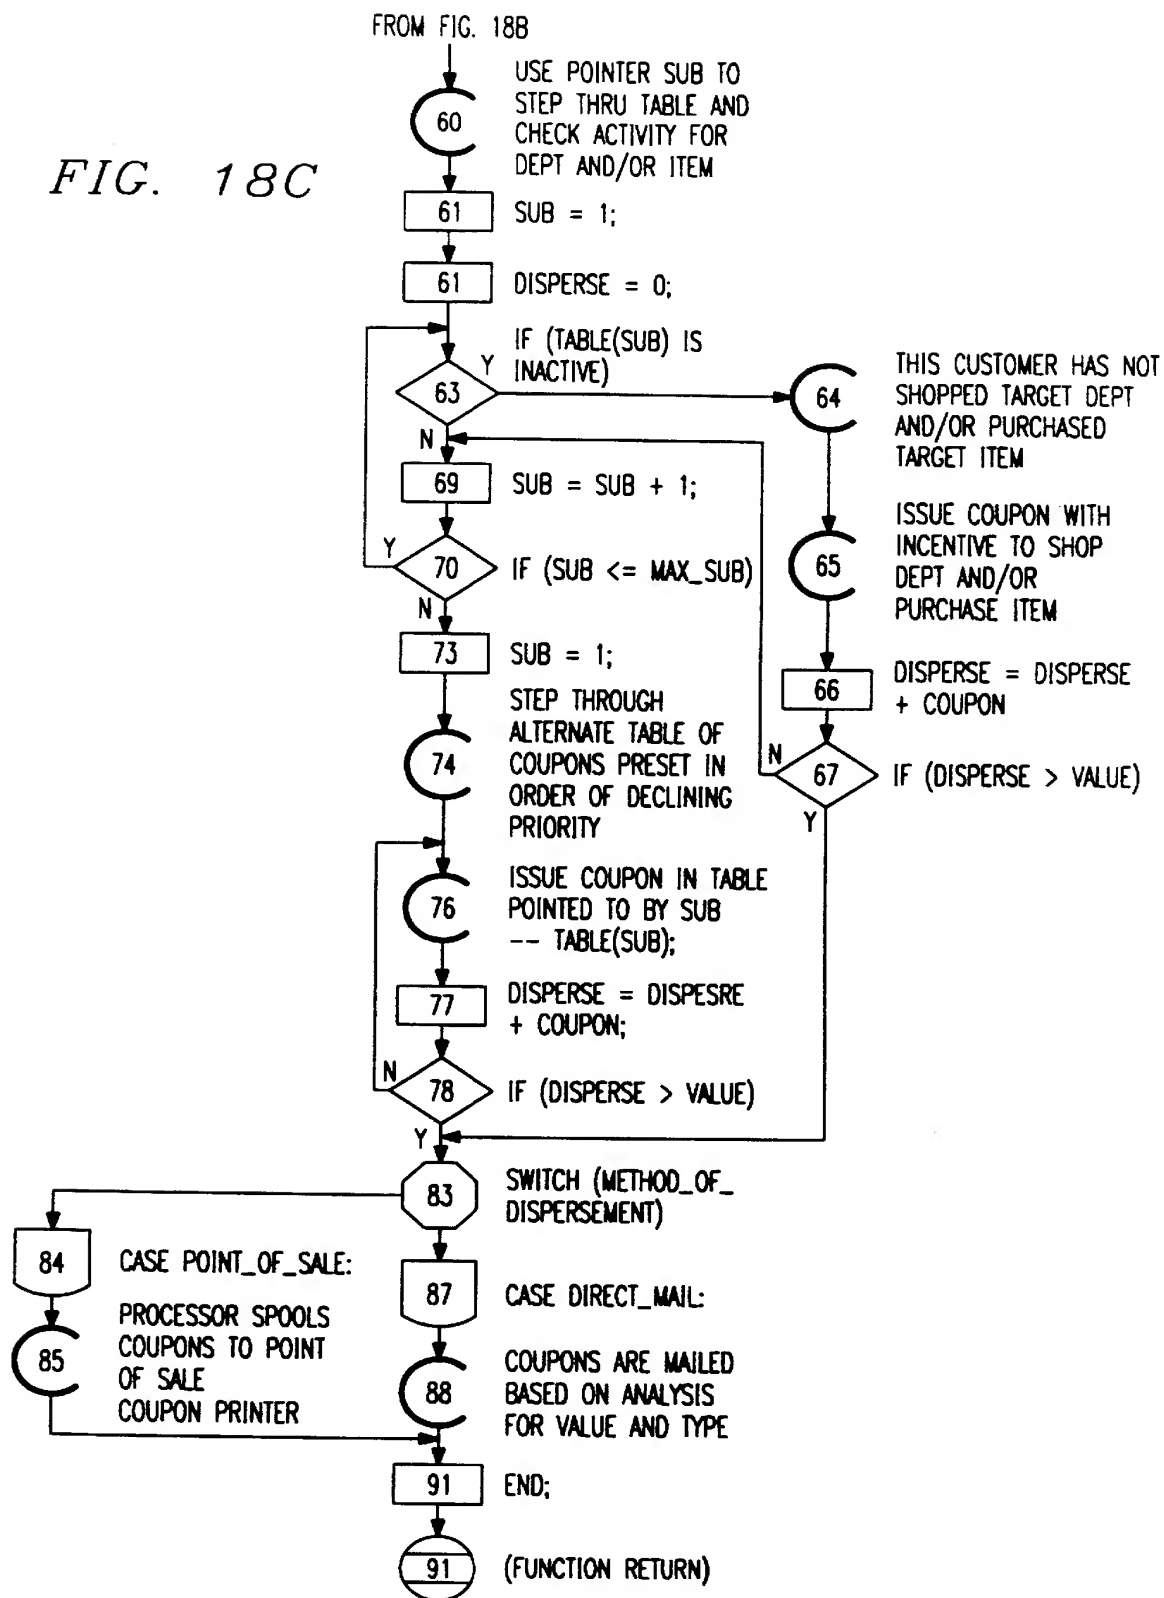 FROM FIG. 18B
USE POINTER SUB TO
STEP THRU TABLE AND
CHECK ACTIVITY FOR
DEPT AND/OR ITEM
60
FIG. 18C
61
SUB = 1;
61
DISPERSE = 0;
IF (TABLE(SUB) IS
INACTIVE)
Y
63
N
64
THIS CUSTOMER HAS NOT
SHOPPED TARGET DEPT
AND/OR PURCHASED
TARGET ITEM
69
SUB = SUB + 1;
65
ISSUE COUPON WITH
INCENTIVE TO SHOP
DEPT AND/OR
PURCHASE ITEM
Y
70
IF (SUB <= MAX_SUB)
N
73
SUB = 1;
66
DISPERSE = DISPERSE
+ COUPON
74
STEP THROUGH
ALTERNATE TABLE OF
COUPONS PRESET IN
ORDER OF DECLINING
PRIORITY
N
67
IF (DISPERSE > VALUE)
Y
76
ISSUE COUPON IN TABLE
POINTED TO BY SUB
-- TABLE(SUB);
77
DISPERSE = DISPESRE
+ COUPON;
N
78
IF (DISPERSE > VALUE)
Y
83
SWITCH (METHOD_OF_
DISPERSEMENT)
84
CASE POINT_OF_SALE:
87
CASE DIRECT_MAIL:
85
PROCESSOR SPOOLS
COUPONS TO POINT
OF SALE
COUPON PRINTER
88
COUPONS ARE MAILED
BASED ON ANALYSIS
FOR VALUE AND TYPE
91
END;
91
(FUNCTION RETURN)